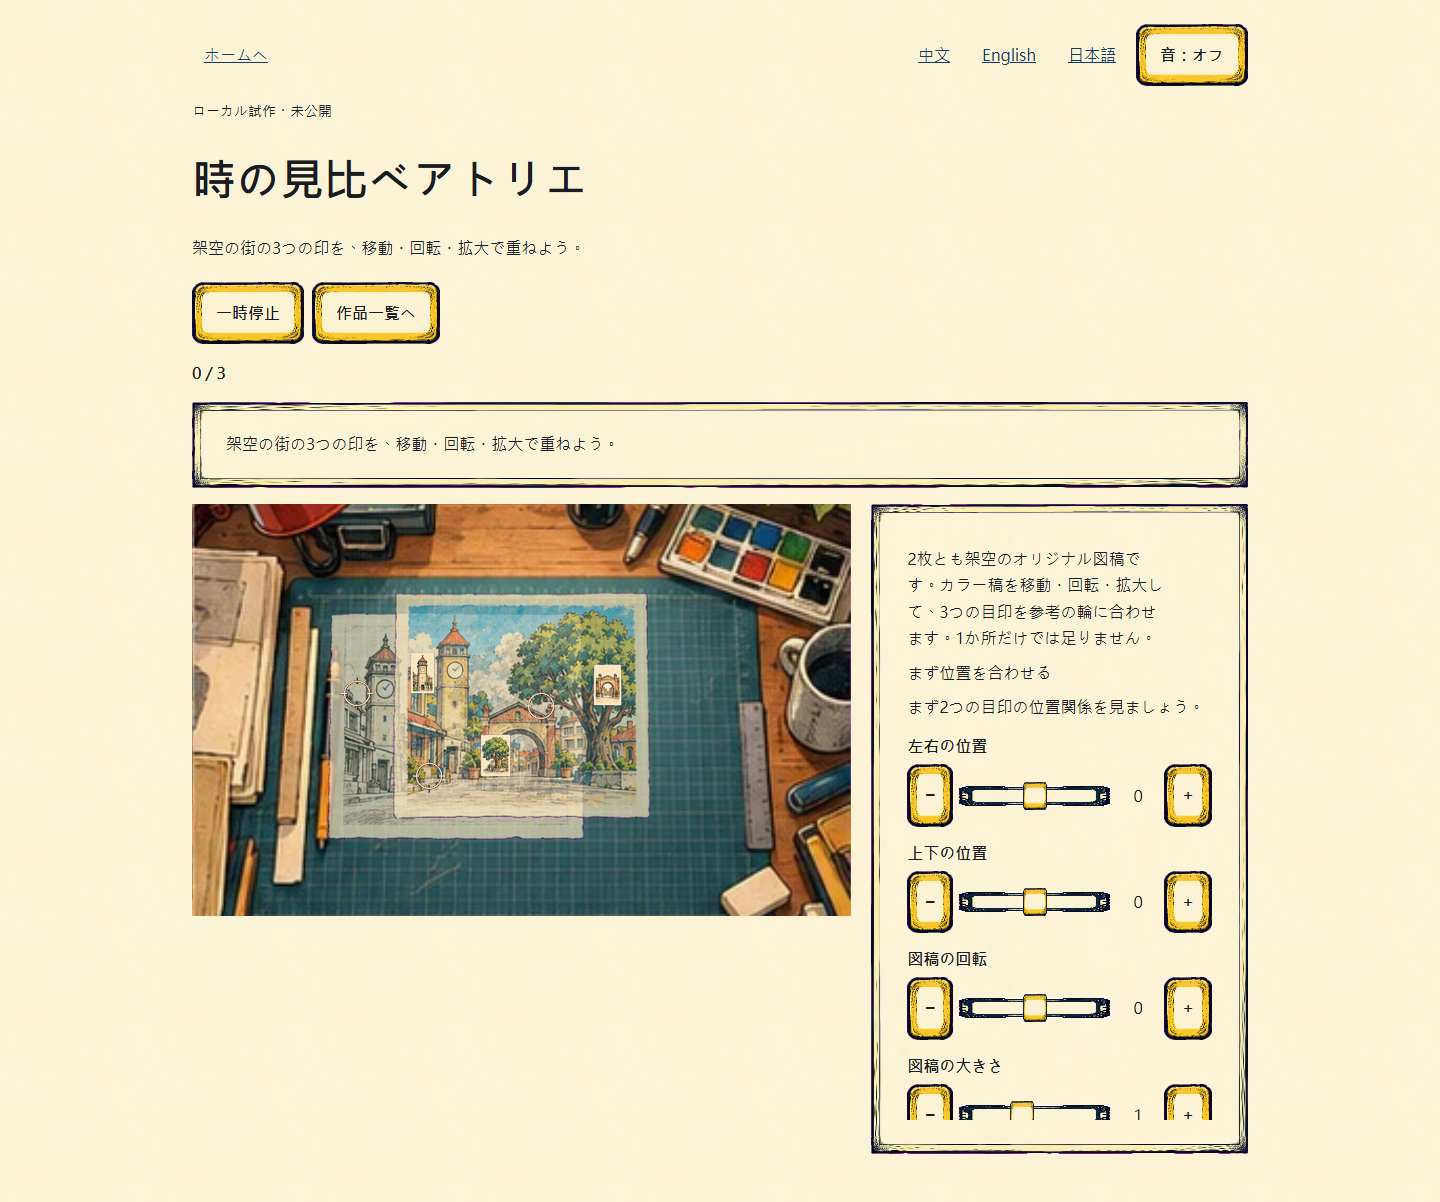 ホームへ
中文
English
日本語
音：オフ
ローカル試作・未公開
時の見比べアトリエ
架空の街の3つの印を、移動・回転・拡大で重ねよう。
一時停止
作品一覧へ
0 / 3
架空の街の3つの印を、移動・回転・拡大で重ねよう。
2枚とも架空のオリジナル図稿で
す。カラー稿を移動・回転・拡大し
て、3つの目印を参考の輪に合わせ
ます。1か所だけでは足りません。
まず位置を合わせる
まず2つの目印の位置関係を見ましょう。
左右の位置
− 0 +
上下の位置
− 0 +
図稿の回転
− 0 +
図稿の大きさ
− 1 +